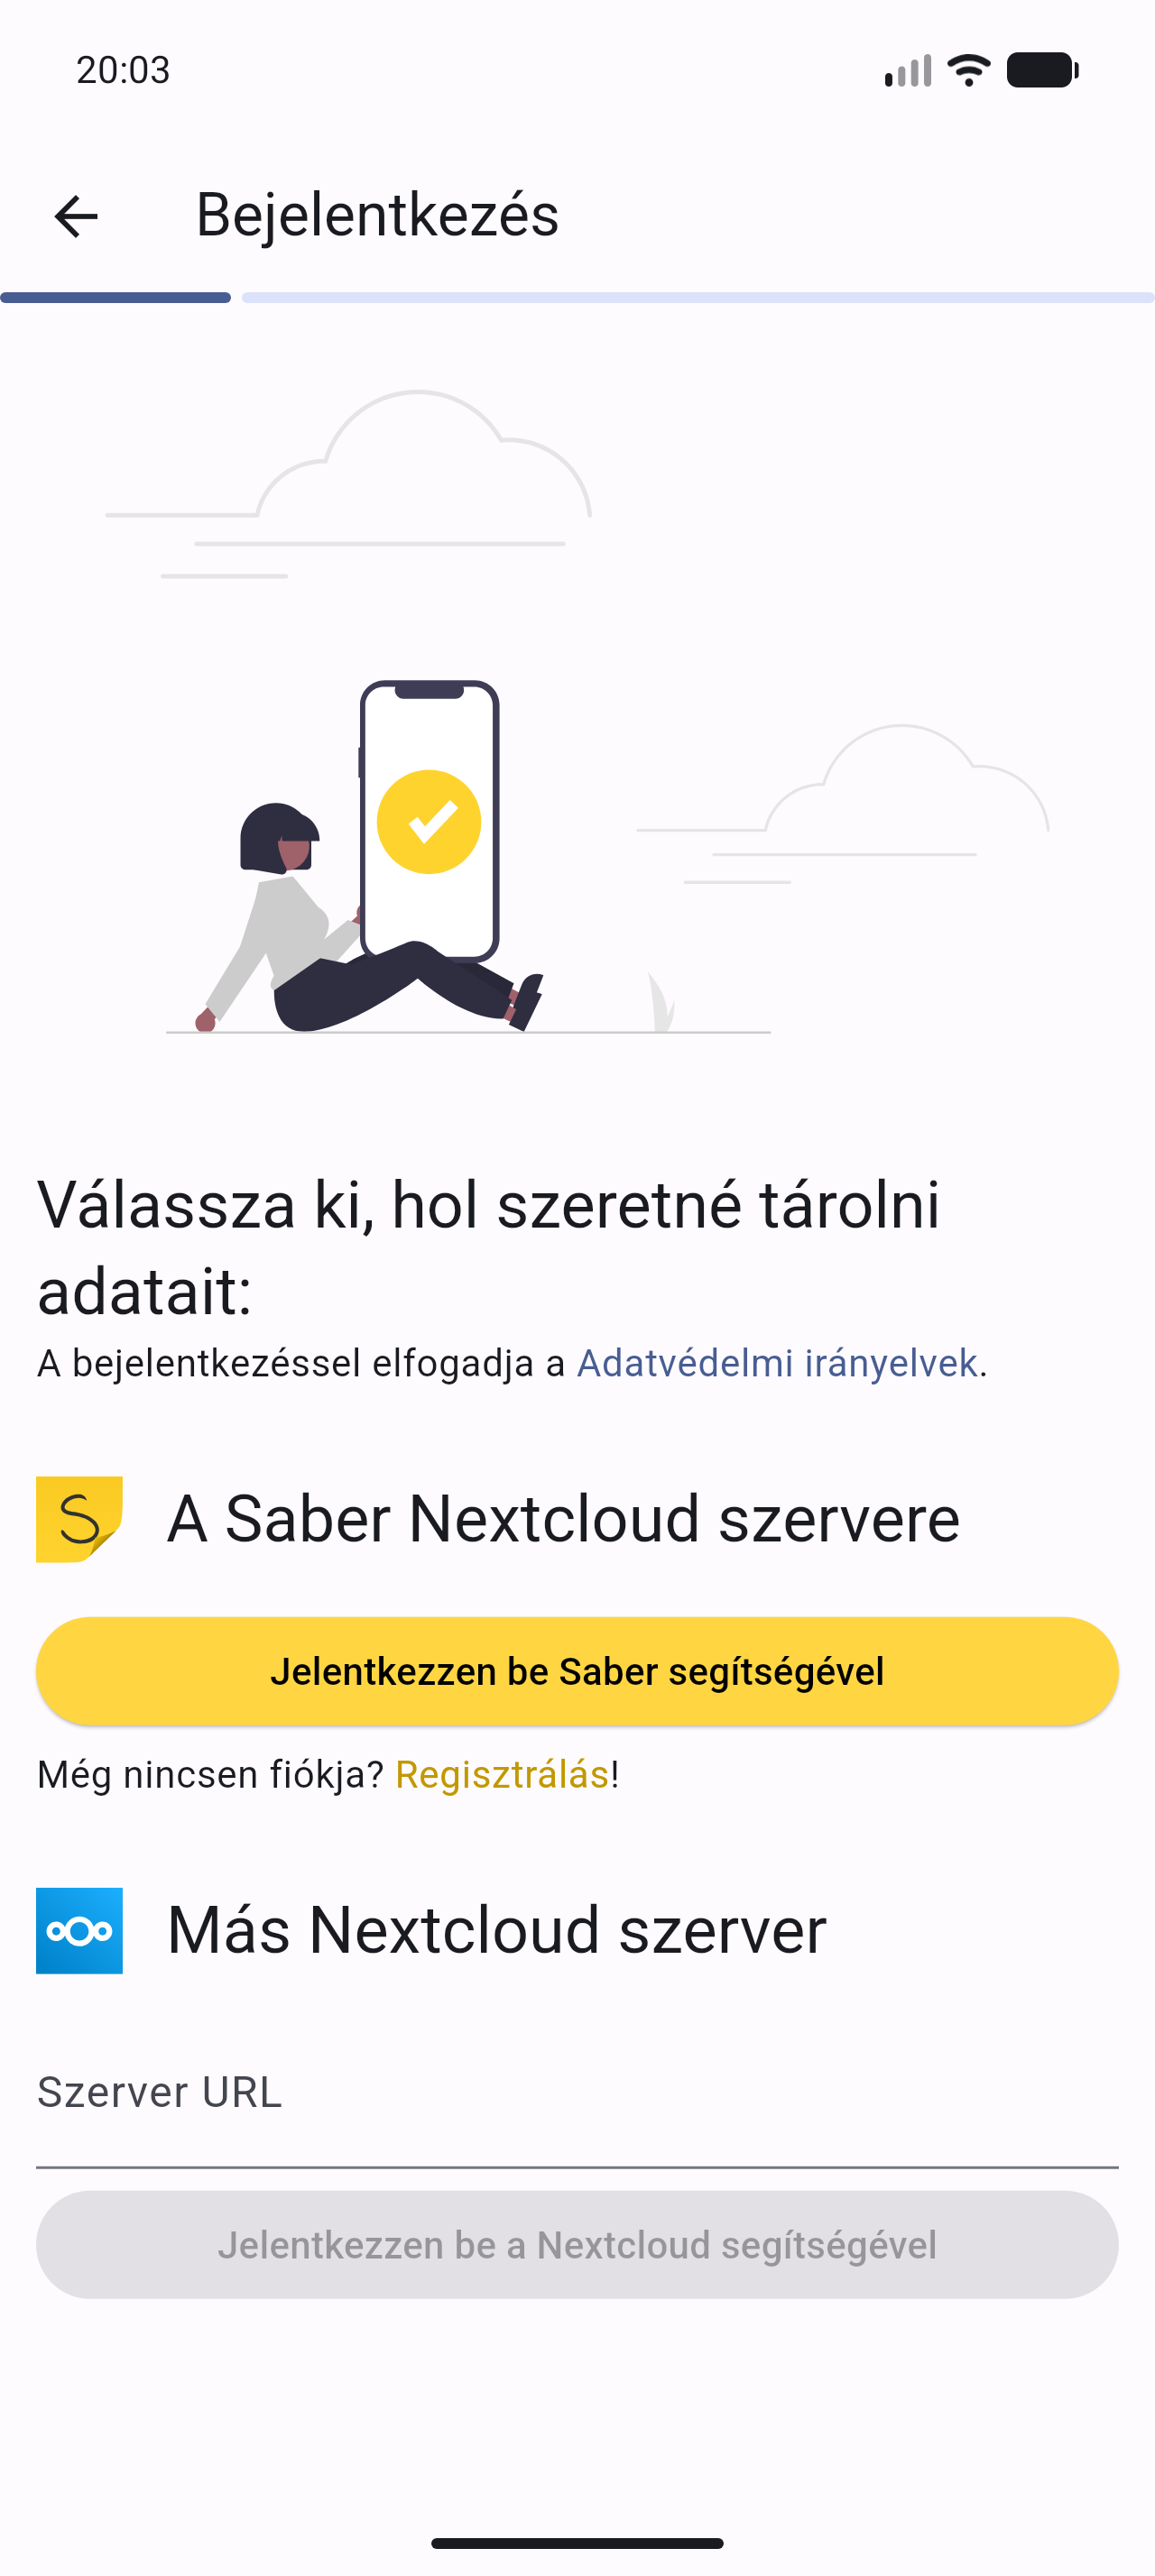 20:03
Bejelentkezés
Válassza ki, hol szeretné tárolni
adatait:
A bejelentkezéssel elfogadja a Adatvédelmi irányelvek.
S
A Saber Nextcloud szervere
Jelentkezzen be Saber segítségével
Még nincsen fiókja? Regisztrálás!
Más Nextcloud szerver
Szerver URL
Jelentkezzen be a Nextcloud segítségével